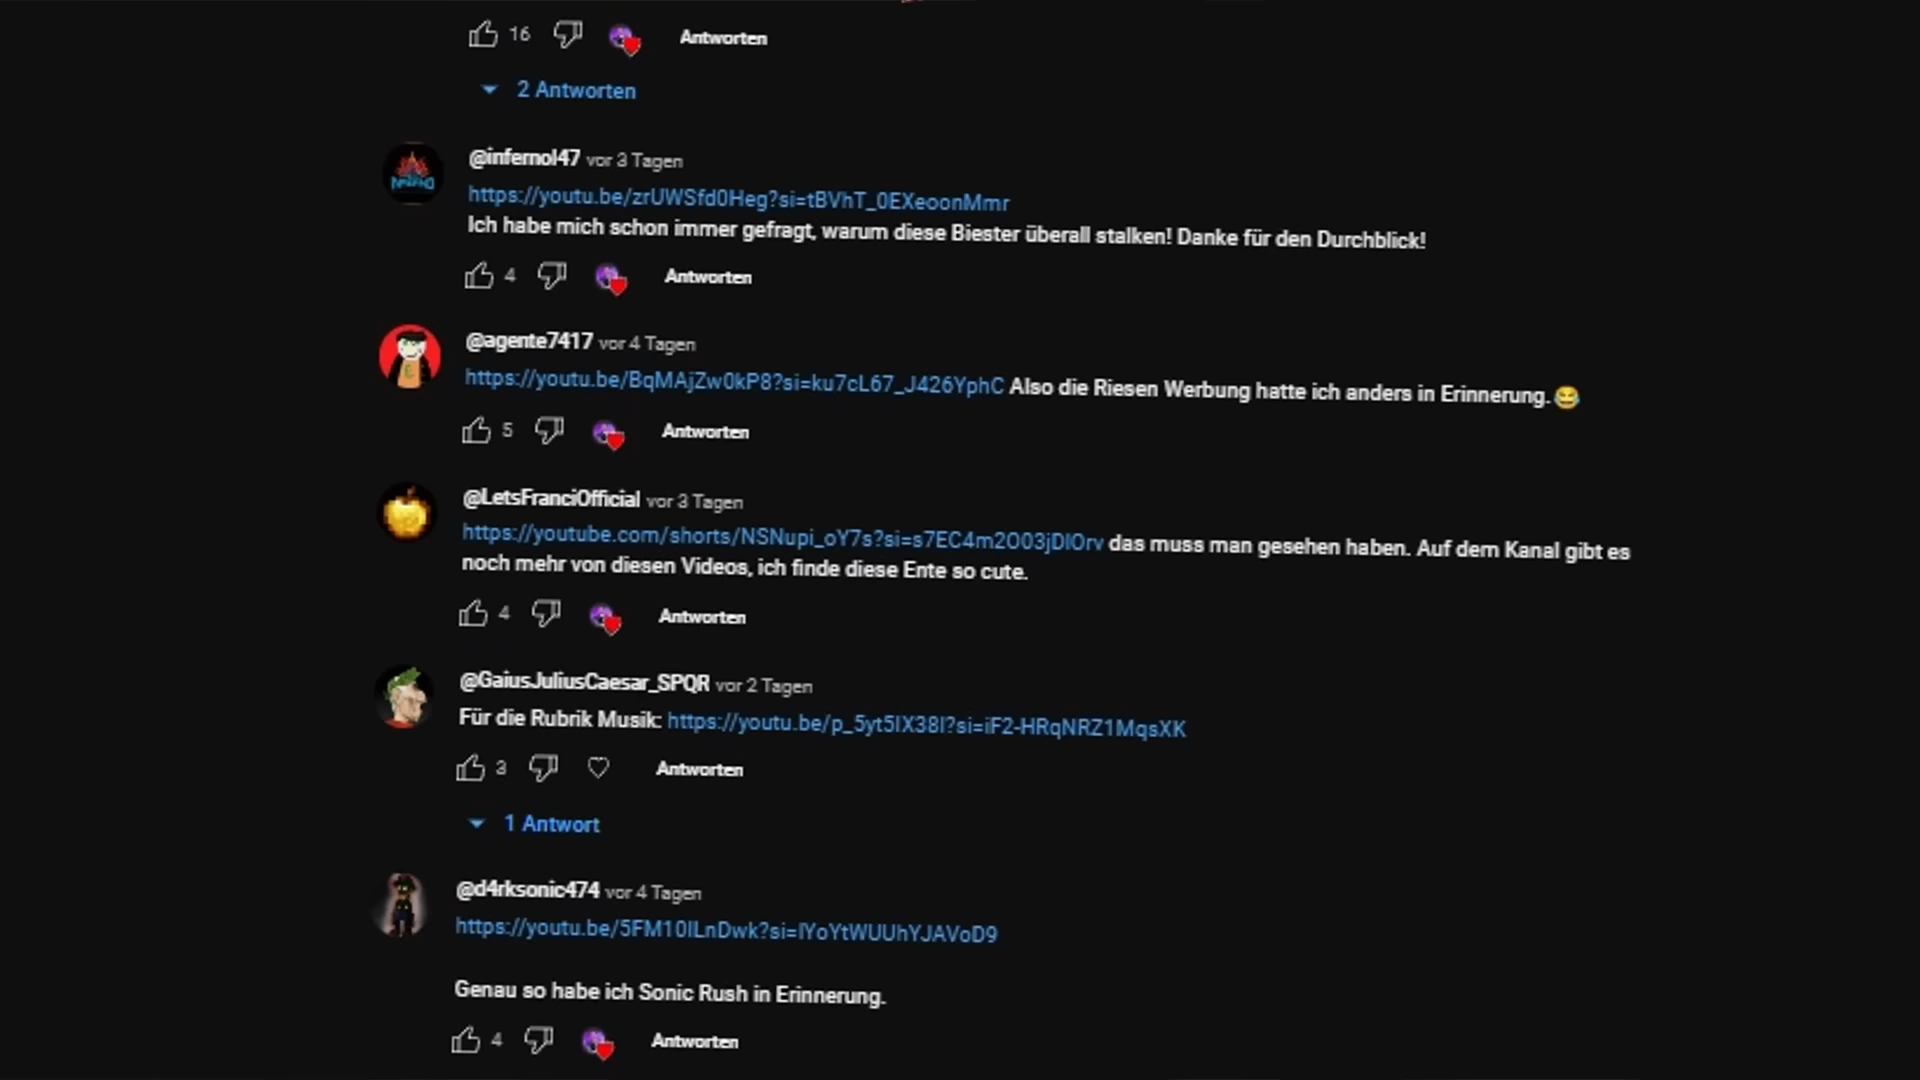 16 Antworten
2 Antworten
@infernol47 vor 3 Tagen
https://youtu.be/zrUWSfd0Heg?si=tBVhT_0EXeoonMmr
Ich habe mich schon immer gefragt, warum diese Biester überall stalken! Danke für den Durchblick!
4 Antworten
@agente7417 vor 4 Tagen
https://youtu.be/BqMAjZw0kP8?si=ku7cL67_J426YphC Also die Riesen Werbung hatte ich anders in Erinnerung.😂
5 Antworten
@LetsFranciOfficial vor 3 Tagen
https://youtube.com/shorts/NSNupi_oY7s?si=s7EC4m2O03jDIOrv das muss man gesehen haben. Auf dem Kanal gibt es
noch mehr von diesen Videos, ich finde diese Ente so cute.
4 Antworten
@GaiusJuliusCaesar_SPQR vor 2 Tagen
Für die Rubrik Musik: https://youtu.be/p_5yt5IX38I?si=iF2-HRqNRZ1MqsXK
3 Antworten
1 Antwort
@d4rksonic474 vor 4 Tagen
https://youtu.be/5FM10ILnDwk?si=IYoYtWUUhYJAVoD9
Genau so habe ich Sonic Rush in Erinnerung.
4 Antworten